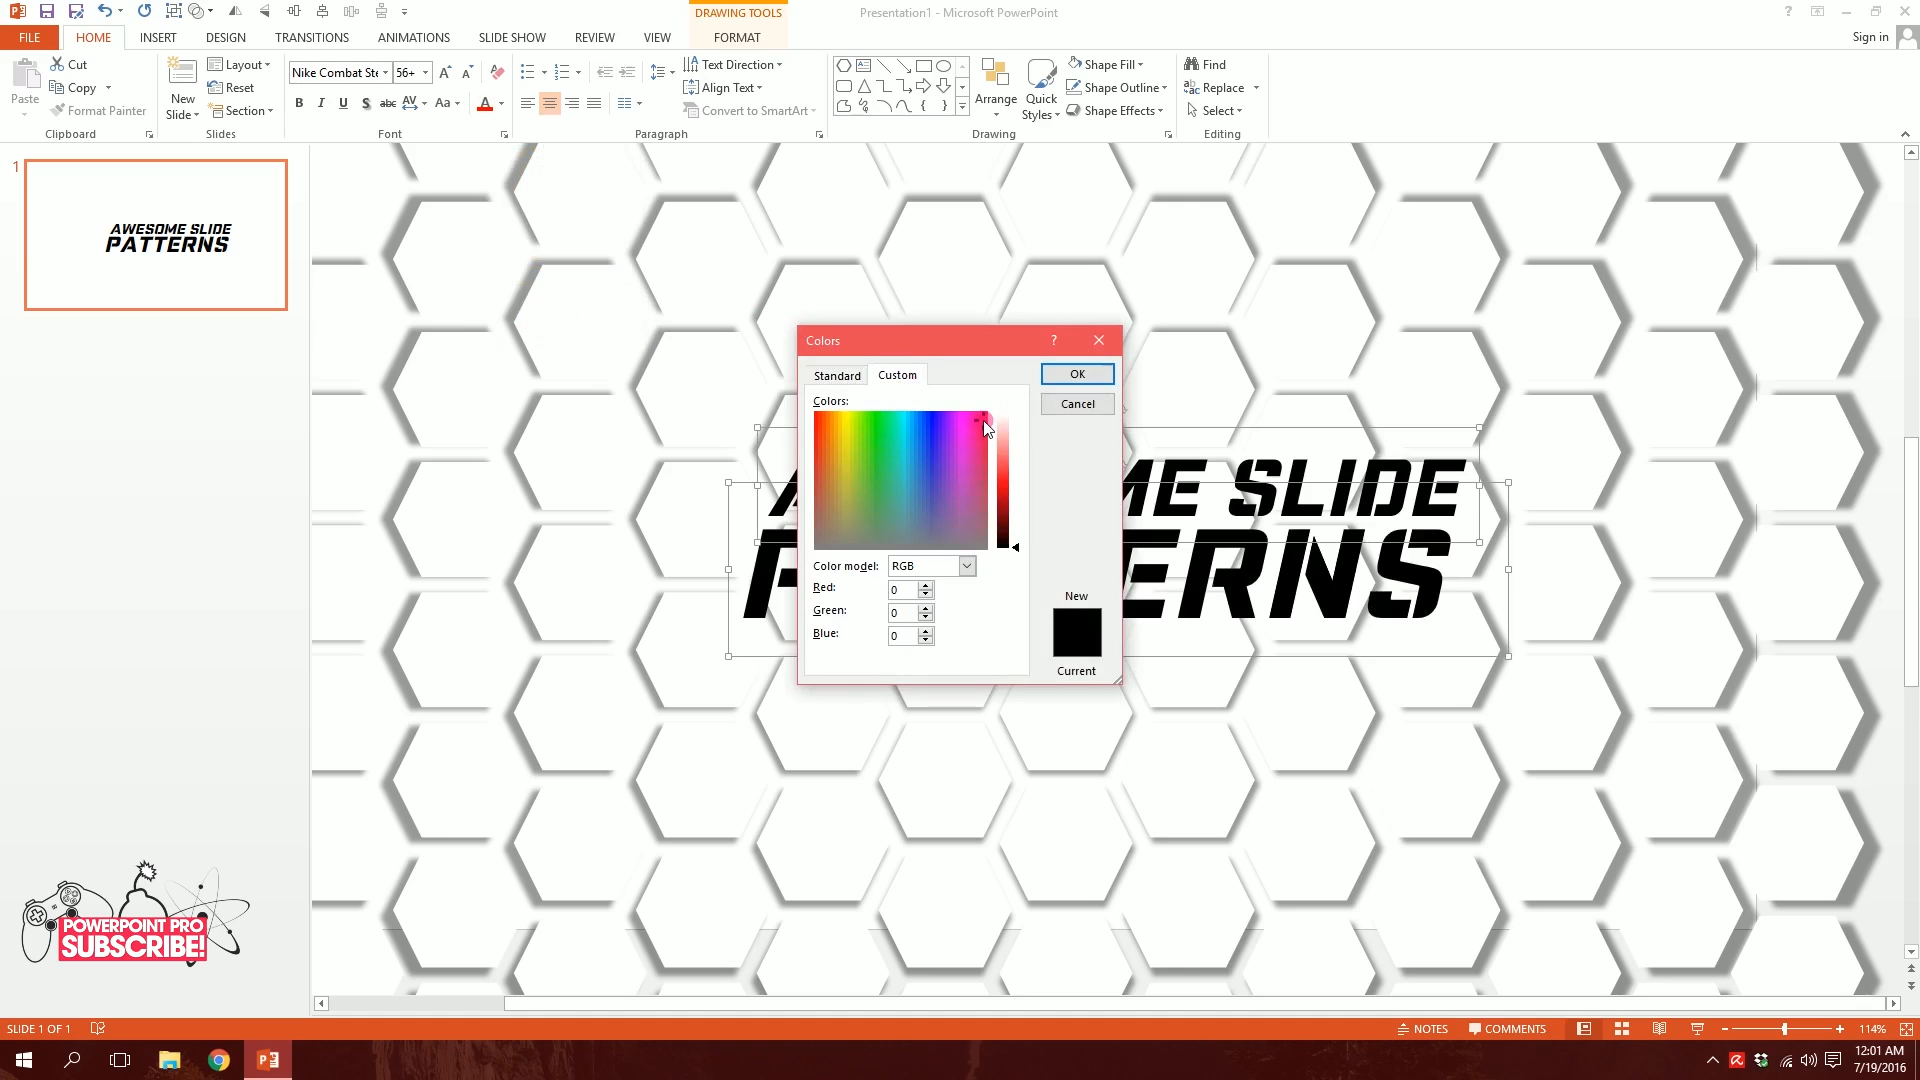 DRAWING TOOLS
Presentation1 - Microsoft PowerPoint
?
FILE
HOME
INSERT
DESIGN
TRANSITIONS
ANIMATIONS
SLIDE SHOW
REVIEW
VIEW
FORMAT
Sign in
Paste
Cut
Copy
Format Painter
Clipboard
New
Slide
Layout
Reset
Section
Slides
Nike Combat Ste
56+
B I U S abc AV Aa A
Font
Text Direction
Align Text
Convert to SmartArt
Paragraph
Arrange
Quick
Styles
Shape Fill
Shape Outline
Shape Effects
Drawing
Find
Replace
Select
Editing
1
AWESOME SLIDE
PATTERNS
Colors
?
Standard
Custom
OK
Cancel
Colors:
Color model: RGB
Red: 0
Green: 0
Blue: 0
New
Current
ME SLIDE
ERNS
POWERPOINT PRO
SUBSCRIBE!
SLIDE 1 OF 1
NOTES
COMMENTS
114%
12:01 AM
7/19/2016